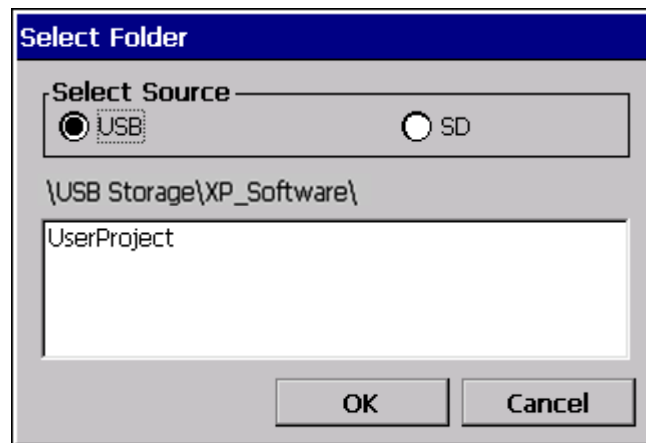 Select Folder
Select Source
USB
SD
\USB Storage\XP_Software\
UserProject
OK
Cancel